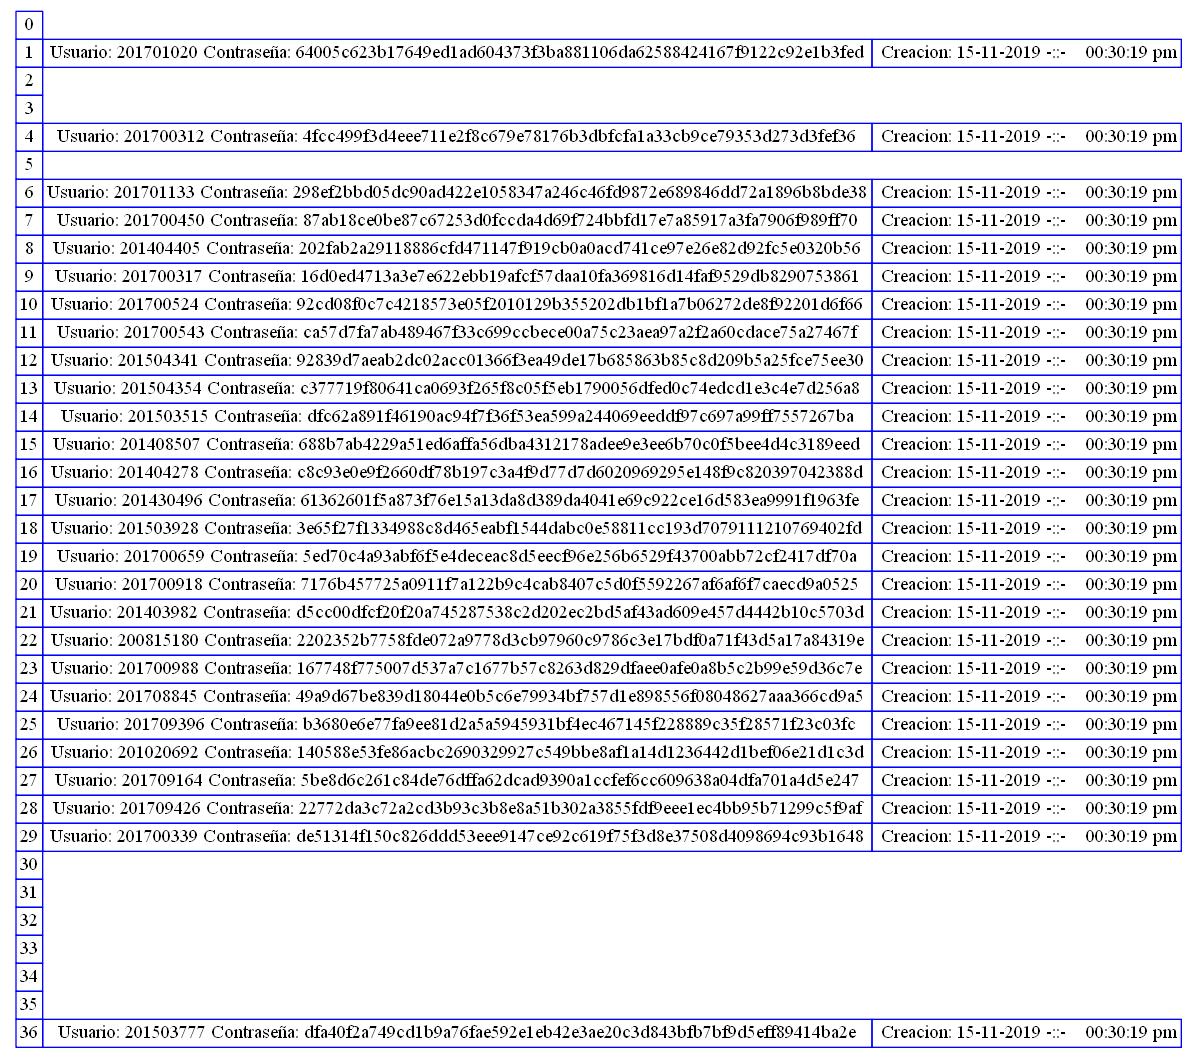 0
1 Usuario: 201701020 Contraseña: 64005c623b17649ed1ad604373f3ba881106da62588424167f9122c92e1b3fed Creacion: 15-11-2019 -::- 00:30:19 pm
2
3
4 Usuario: 201700312 Contraseña: 4fcc499f3d4eee711e2f8c679e78176b3dbfcfa1a33cb9ce79353d273d3fef36 Creacion: 15-11-2019 -::- 00:30:19 pm
5
6 Usuario: 201701133 Contraseña: 298ef2bbd05dc90ad422e1058347a246c46fd9872e689846dd72a1896b8bde38 Creacion: 15-11-2019 -::- 00:30:19 pm
7 Usuario: 201700450 Contraseña: 87ab18ce0be87c67253d0fccda4d69f724bbfd17e7a85917a3fa7906f989ff70 Creacion: 15-11-2019 -::- 00:30:19 pm
8 Usuario: 201404405 Contraseña: 202fab2a29118886cfd471147f919cb0a0acd741ce97e26e82d92fc5e0320b56 Creacion: 15-11-2019 -::- 00:30:19 pm
9 Usuario: 201700317 Contraseña: 16d0ed4713a3e7e622ebb19afcf57daa10fa369816d14faf9529db8290753861 Creacion: 15-11-2019 -::- 00:30:19 pm
10 Usuario: 201700524 Contraseña: 92cd08f0c7c4218573e05f2010129b355202db1bf1a7b06272de8f92201d6f66 Creacion: 15-11-2019 -::- 00:30:19 pm
11 Usuario: 201700543 Contraseña: ca57d7fa7ab489467f33c699ccbece00a75c23aea97a2f2a60cdace75a27467f Creacion: 15-11-2019 -::- 00:30:19 pm
12 Usuario: 201504341 Contraseña: 92839d7aeab2dc02acc01366f3ea49de17b685863b85c8d209b5a25fce75ee30 Creacion: 15-11-2019 -::- 00:30:19 pm
13 Usuario: 201504354 Contraseña: c377719f80641ca0693f265f8c05f5eb1790056dfed0c74edcd1e3c4e7d256a8 Creacion: 15-11-2019 -::- 00:30:19 pm
14 Usuario: 201503515 Contraseña: dfc62a891f46190ac94f7f36f53ea599a244069eeddf97c697a99ff7557267ba Creacion: 15-11-2019 -::- 00:30:19 pm
15 Usuario: 201408507 Contraseña: 688b7ab4229a51ed6affa56dba4312178adee9e3ee6b70c0f5bee4d4c3189eed Creacion: 15-11-2019 -::- 00:30:19 pm
16 Usuario: 201404278 Contraseña: c8c93e0e9f2660df78b197c3a4f9d77d7d6020969295e148f9c820397042388d Creacion: 15-11-2019 -::- 00:30:19 pm
17 Usuario: 201430496 Contraseña: 61362601f5a873f76e15a13da8d389da4041e69c922ce16d583ea9991f1963fe Creacion: 15-11-2019 -::- 00:30:19 pm
18 Usuario: 201503928 Contraseña: 3e65f27f1334988c8d465eabf1544dabc0e58811cc193d7079111210769402fd Creacion: 15-11-2019 -::- 00:30:19 pm
19 Usuario: 201700659 Contraseña: 5ed70c4a93abf6f5e4deceac8d5eecf96e256b6529f43700abb72cf2417df70a Creacion: 15-11-2019 -::- 00:30:19 pm
20 Usuario: 201700918 Contraseña: 7176b457725a0911f7a122b9c4cab8407c5d0f5592267af6af6f7caecd9a0525 Creacion: 15-11-2019 -::- 00:30:19 pm
21 Usuario: 201403982 Contraseña: d5cc00dfcf20f20a745287538c2d202ec2bd5af43ad609e457d4442b10c5703d Creacion: 15-11-2019 -::- 00:30:19 pm
22 Usuario: 200815180 Contraseña: 2202352b7758fde072a9778d3cb97960c9786c3e17bdf0a71f43d5a17a84319e Creacion: 15-11-2019 -::- 00:30:19 pm
23 Usuario: 201700988 Contraseña: 167748f775007d537a7c1677b57c8263d829dfaee0afe0a8b5c2b99e59d36c7e Creacion: 15-11-2019 -::- 00:30:19 pm
24 Usuario: 201708845 Contraseña: 49a9d67be839d18044e0b5c6e79934bf757d1e898556f08048627aaa366cd9a5 Creacion: 15-11-2019 -::- 00:30:19 pm
25 Usuario: 201709396 Contraseña: b3680e6e77fa9ee81d2a5a5945931bf4ec467145f228889c35f28571f23c03fc Creacion: 15-11-2019 -::- 00:30:19 pm
26 Usuario: 201020692 Contraseña: 140588e53fe86acbc2690329927c549bbe8af1a14d1236442d1bef06e21d1c3d Creacion: 15-11-2019 -::- 00:30:19 pm
27 Usuario: 201709164 Contraseña: 5be8d6c261c84de76dffa62dcad9390a1ccfef6cc609638a04dfa701a4d5e247 Creacion: 15-11-2019 -::- 00:30:19 pm
28 Usuario: 201709426 Contraseña: 22772da3c72a2cd3b93c3b8e8a51b302a3855fdf9eee1ec4bb95b71299c5f9af Creacion: 15-11-2019 -::- 00:30:19 pm
29 Usuario: 201700339 Contraseña: de51314f150c826ddd53eee9147ce92c619f75f3d8e37508d4098694c93b1648 Creacion: 15-11-2019 -::- 00:30:19 pm
30
31
32
33
34
35
36 Usuario: 201503777 Contraseña: dfa40f2a749cd1b9a76fae592e1eb42e3ae20c3d843bfb7bf9d5eff89414ba2e Creacion: 15-11-2019 -::- 00:30:19 pm